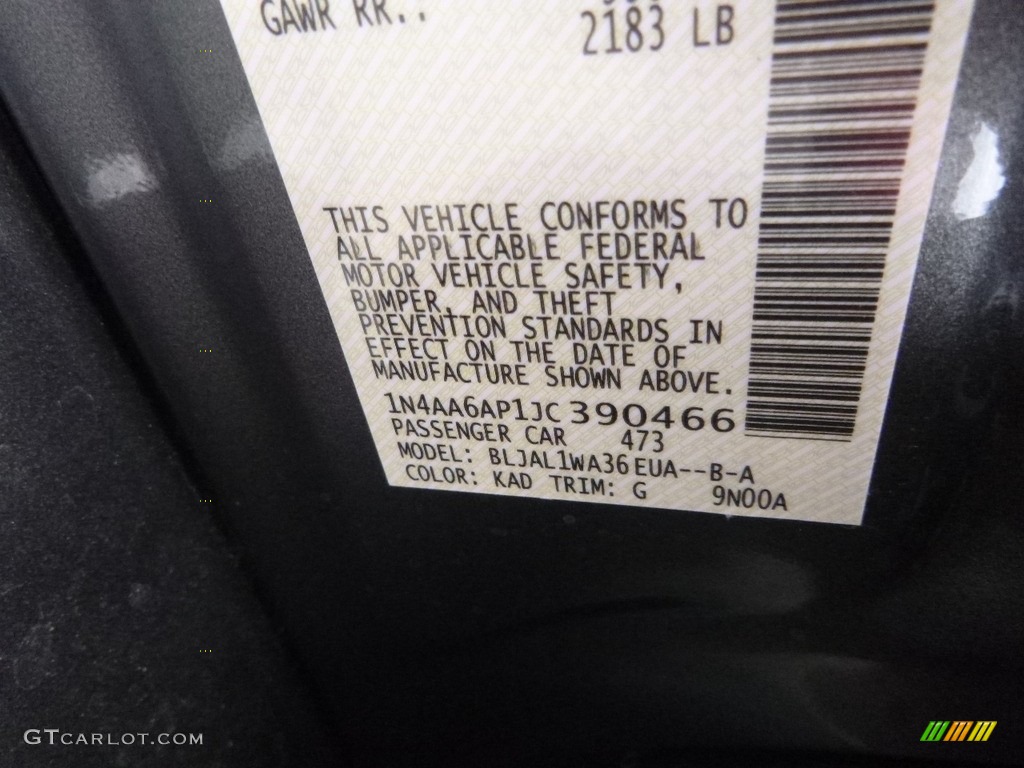 GAWR RR..
2183 LB
THIS VEHICLE CONFORMS TO
ALL APPLICABLE FEDERAL
MOTOR VEHICLE SAFETY,
BUMPER, AND THEFT
PREVENTION STANDARDS IN
EFFECT ON THE DATE OF
MANUFACTURE SHOWN ABOVE.
1N4AA6AP1JC390466
PASSENGER CAR 473
MODEL: BLJAL1WA36EUA--B-A
COLOR: KAD TRIM: G 9N00A
GTCARLOT.COM